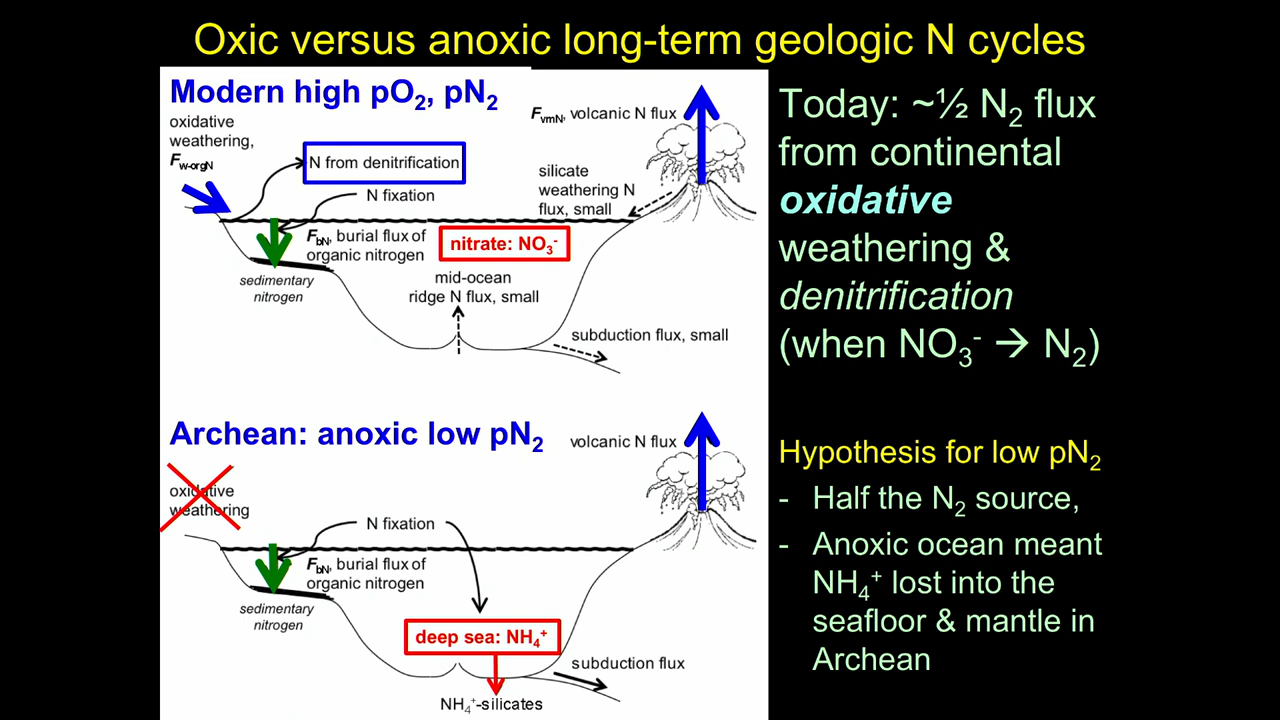 Oxic versus anoxic long-term geologic N cycles
Modern high pO₂, pN₂
oxidative
weathering,
F_w-orgN
N from denitrification
N fixation
F_bN, burial flux of
organic nitrogen
sedimentary
nitrogen
nitrate: NO₃⁻
mid-ocean
ridge N flux, small
F_vmN, volcanic N flux
silicate
weathering N
flux, small
subduction flux, small
Today: ~½ N₂ flux
from continental
oxidative
weathering &
denitrification
(when NO₃⁻ → N₂)
Archean: anoxic low pN₂
oxidative
weathering
N fixation
F_bN, burial flux of
organic nitrogen
sedimentary
nitrogen
volcanic N flux
deep sea: NH₄⁺
subduction flux
NH₄⁺-silicates
Hypothesis for low pN₂
- Half the N₂ source,
- Anoxic ocean meant
NH₄⁺ lost into the
seafloor & mantle in
Archean